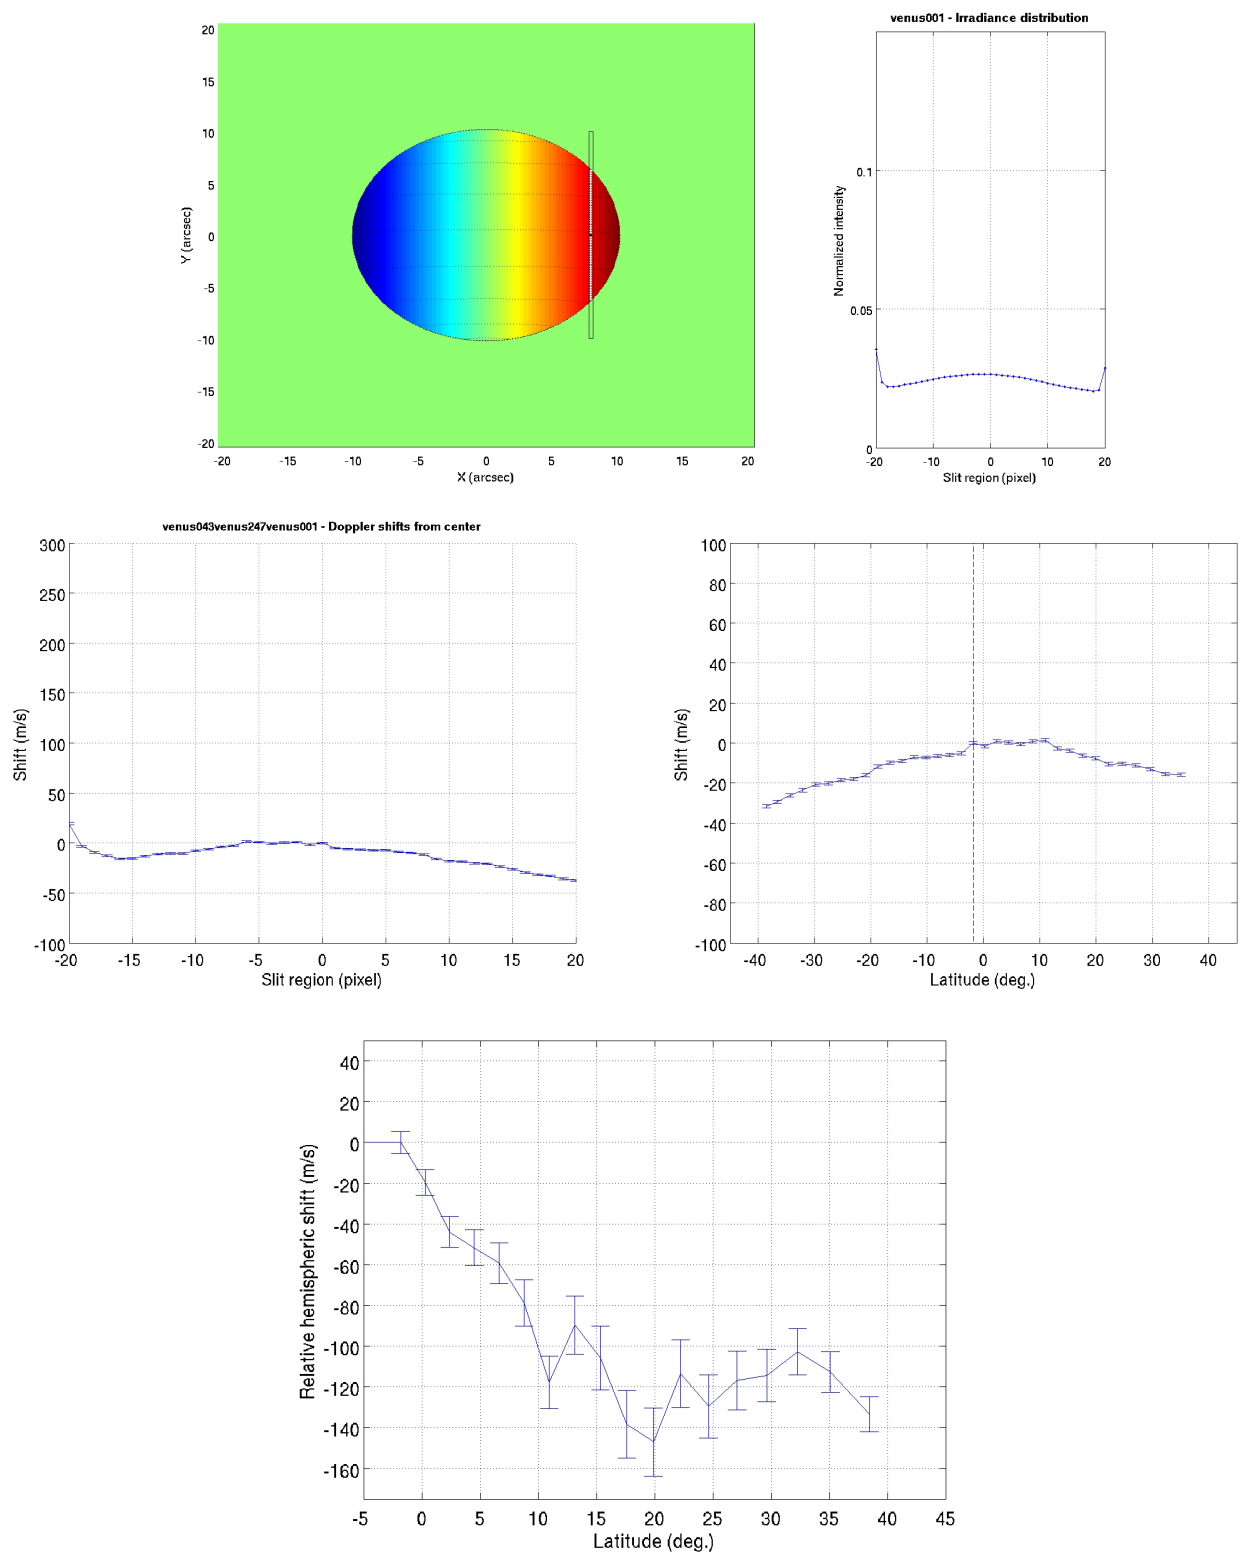 venus001 - Irradiance distribution
20
15
10
5
0
-5
-10
-15
-20
Y (arcsec)
-20 -15 -10 -5 0 5 10 15 20
X (arcsec)
0.1
0.05
0
Normalized intensity
-20 -10 0 10 20
Slit region (pixel)
venus043venus247venus001 - Doppler shifts from center
300
250
200
150
100
50
0
-50
-100
Shift (m/s)
-20 -15 -10 -5 0 5 10 15 20
Slit region (pixel)
100
80
60
40
20
0
-20
-40
-60
-80
-100
Shift (m/s)
-40 -30 -20 -10 0 10 20 30 40
Latitude (deg.)
40
20
0
-20
-40
-60
-80
-100
-120
-140
-160
Relative hemispheric shift (m/s)
-5 0 5 10 15 20 25 30 35 40 45
Latitude (deg.)